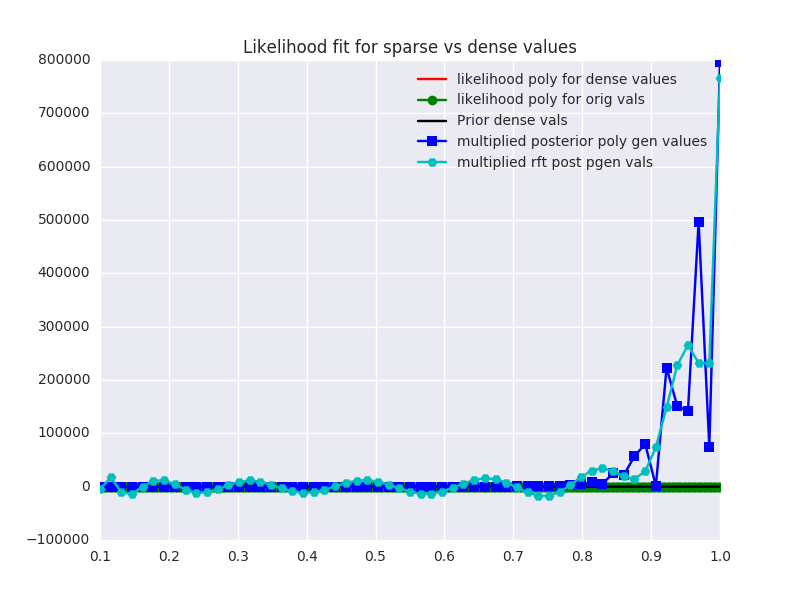 Likelihood fit for sparse vs dense values
800000
700000
600000
500000
400000
300000
200000
100000
0
−100000
likelihood poly for dense values
likelihood poly for orig vals
Prior dense vals
multiplied posterior poly gen values
multiplied rft post pgen vals
0.1 0.2 0.3 0.4 0.5 0.6 0.7 0.8 0.9 1.0